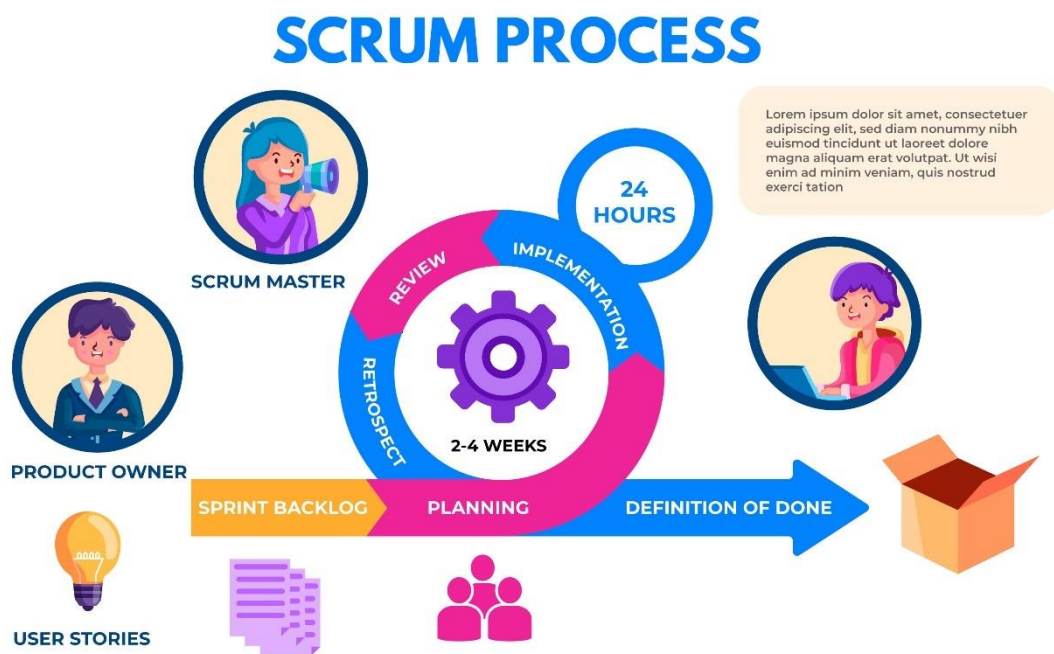 SCRUM PROCESS
Lorem ipsum dolor sit amet, consectetuer
adipiscing elit, sed diam nonummy nibh
euismod tincidunt ut laoreet dolore
magna aliquam erat volutpat. Ut wisi
enim ad minim veniam, quis nostrud
exerci tation
24
HOURS
SCRUM MASTER
REVIEW
IMPLEMENTATION
RETROSPECT
2-4 WEEKS
PRODUCT OWNER
SPRINT BACKLOG
PLANNING
DEFINITION OF DONE
USER STORIES